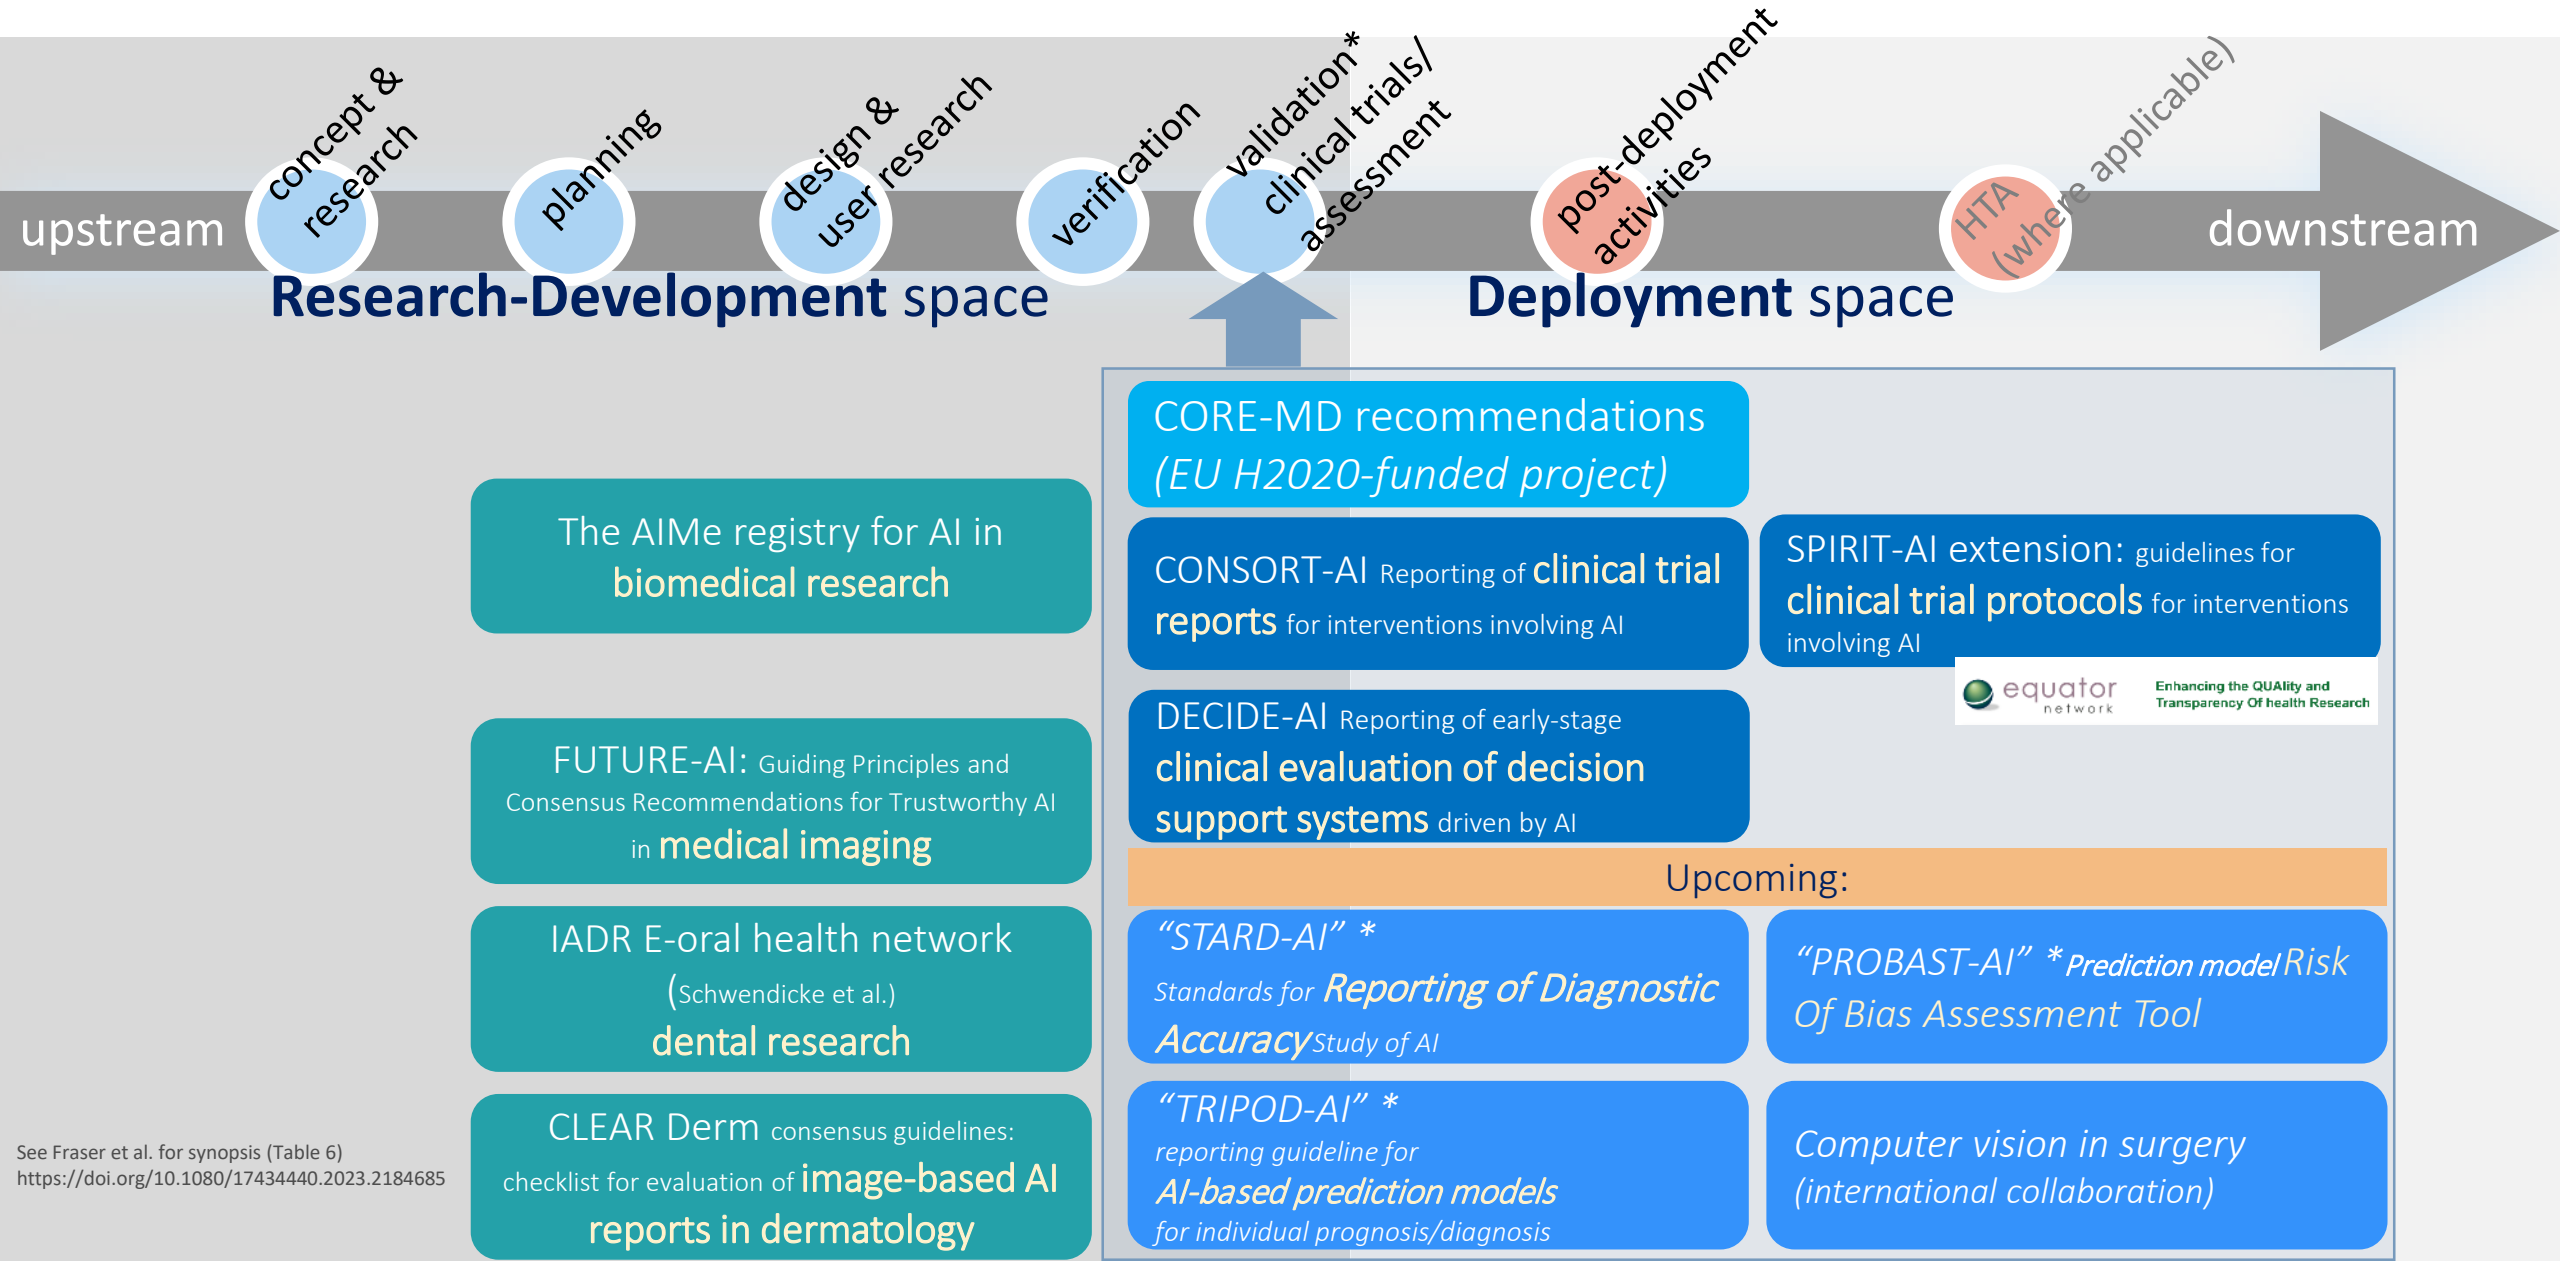 concept &
research
planning
design &
user research
verification
validation*
clinical trials/
assessment
post-deployment
activities
HTA
(where applicable)
upstream
downstream
Research-Development space
Deployment space
CORE-MD recommendations
(EU H2020-funded project)
The AIMe registry for AI in
biomedical research
CONSORT-AI Reporting of clinical trial
reports for interventions involving AI
SPIRIT-AI extension: guidelines for
clinical trial protocols for interventions
involving AI
equator
network
Enhancing the QUAlity and
Transparency Of health Research
FUTURE-AI: Guiding Principles and
Consensus Recommendations for Trustworthy AI
in medical imaging
DECIDE-AI Reporting of early-stage
clinical evaluation of decision
support systems driven by AI
Upcoming:
IADR E-oral health network
(Schwendicke et al.)
dental research
“STARD-AI” *
Standards for Reporting of Diagnostic
Accuracy Study of AI
“PROBAST-AI” * Prediction model Risk
Of Bias Assessment Tool
CLEAR Derm consensus guidelines:
checklist for evaluation of image-based AI
reports in dermatology
“TRIPOD-AI” *
reporting guideline for
AI-based prediction models
for individual prognosis/diagnosis
Computer vision in surgery
(international collaboration)
See Fraser et al. for synopsis (Table 6)
https://doi.org/10.1080/17434440.2023.2184685